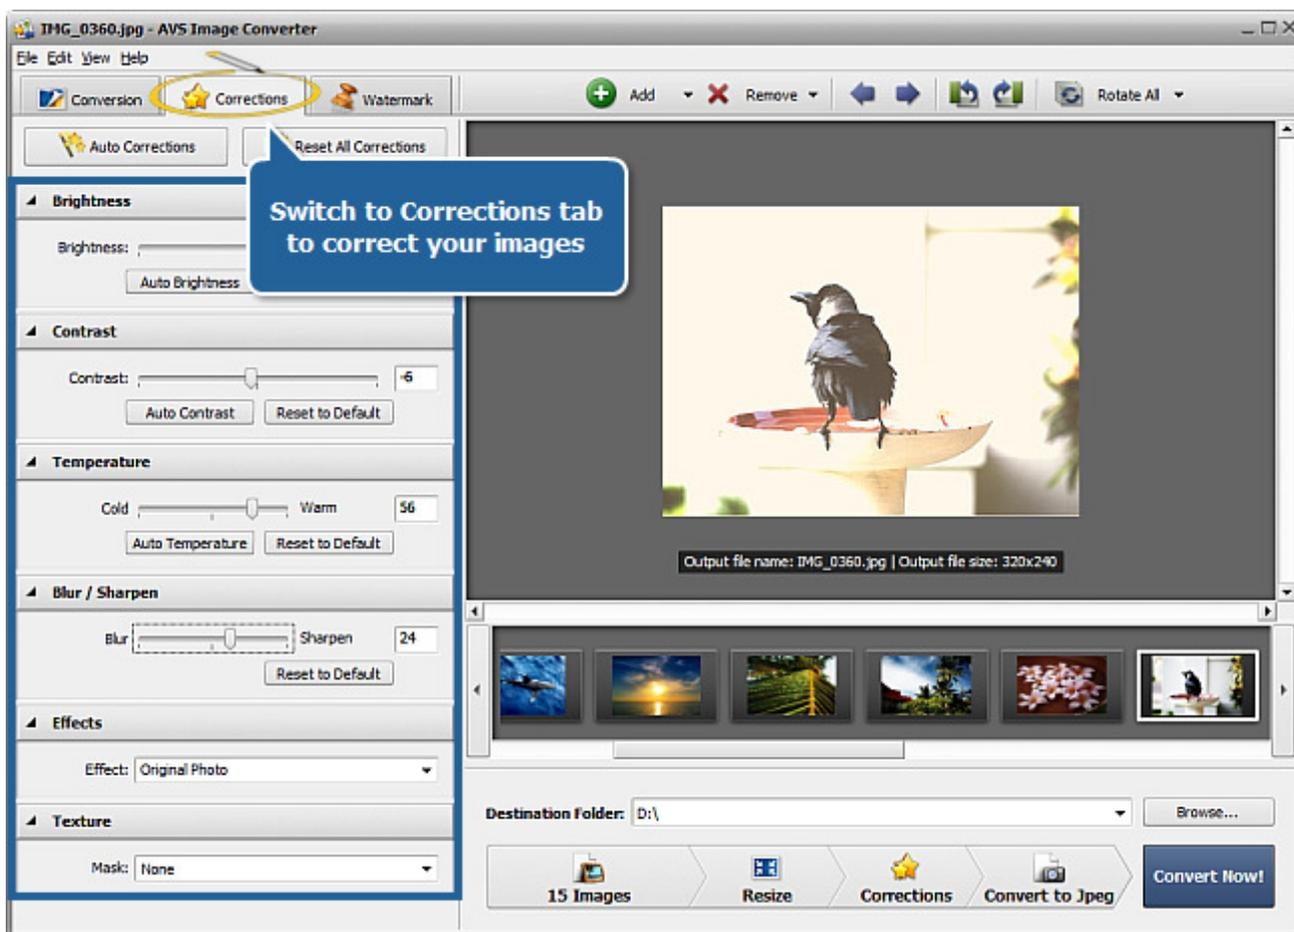 IMG_0360.jpg - AVS Image Converter
File Edit View Help
Conversion Corrections Watermark
Add Remove Rotate All
Auto Corrections Reset All Corrections
Switch to Corrections tab
to correct your images
Brightness
Brightness:
Auto Brightness
Contrast
Contrast: -6
Auto Contrast Reset to Default
Temperature
Cold Warm 56
Auto Temperature Reset to Default
Output file name: IMG_0360.jpg | Output file size: 320x240
Blur / Sharpen
Blur Sharpen 24
Reset to Default
Effects
Effect: Original Photo
Texture
Mask: None
Destination Folder: D:\ Browse...
15 Images Resize Corrections Convert to Jpeg Convert Now!